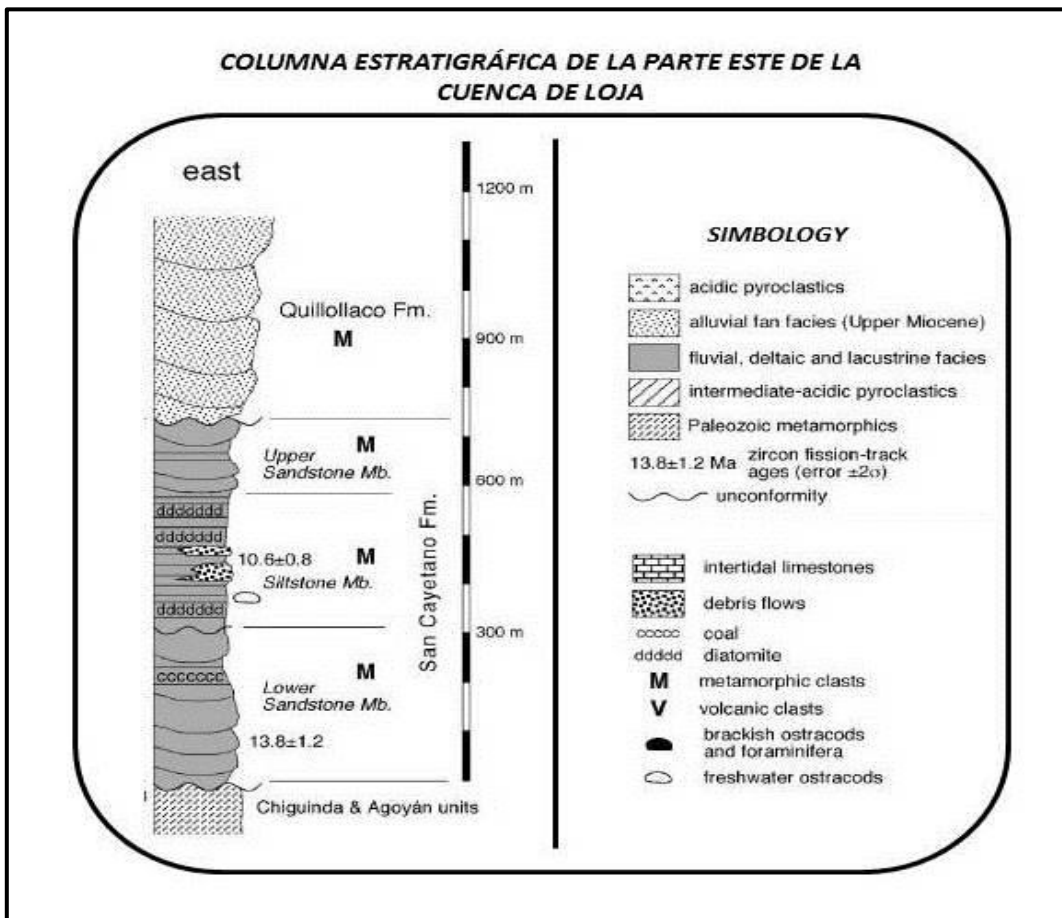 COLUMNA ESTRATIGRÁFICA DE LA PARTE ESTE DE LA
CUENCA DE LOJA
east
1200 m
Quillollaco Fm.
M
900 m
M
Upper
Sandstone Mb.
600 m
ddddddd
ddddddd
10.6±0.8
M
Siltstone Mb.
ddddddd
San Cayetano Fm.
300 m
ccccccc
M
Lower
Sandstone Mb.
13.8±1.2
Chiguinda & Agoyán units
SIMBOLOGY
acidic pyroclastics
alluvial fan facies (Upper Miocene)
fluvial, deltaic and lacustrine facies
intermediate-acidic pyroclastics
Paleozoic metamorphics
13.8±1.2 Ma zircon fission-track
ages (error ±2σ)
unconformity
intertidal limestones
debris flows
ccccc coal
ddddd diatomite
M metamorphic clasts
V volcanic clasts
brackish ostracods
and foraminifera
freshwater ostracods